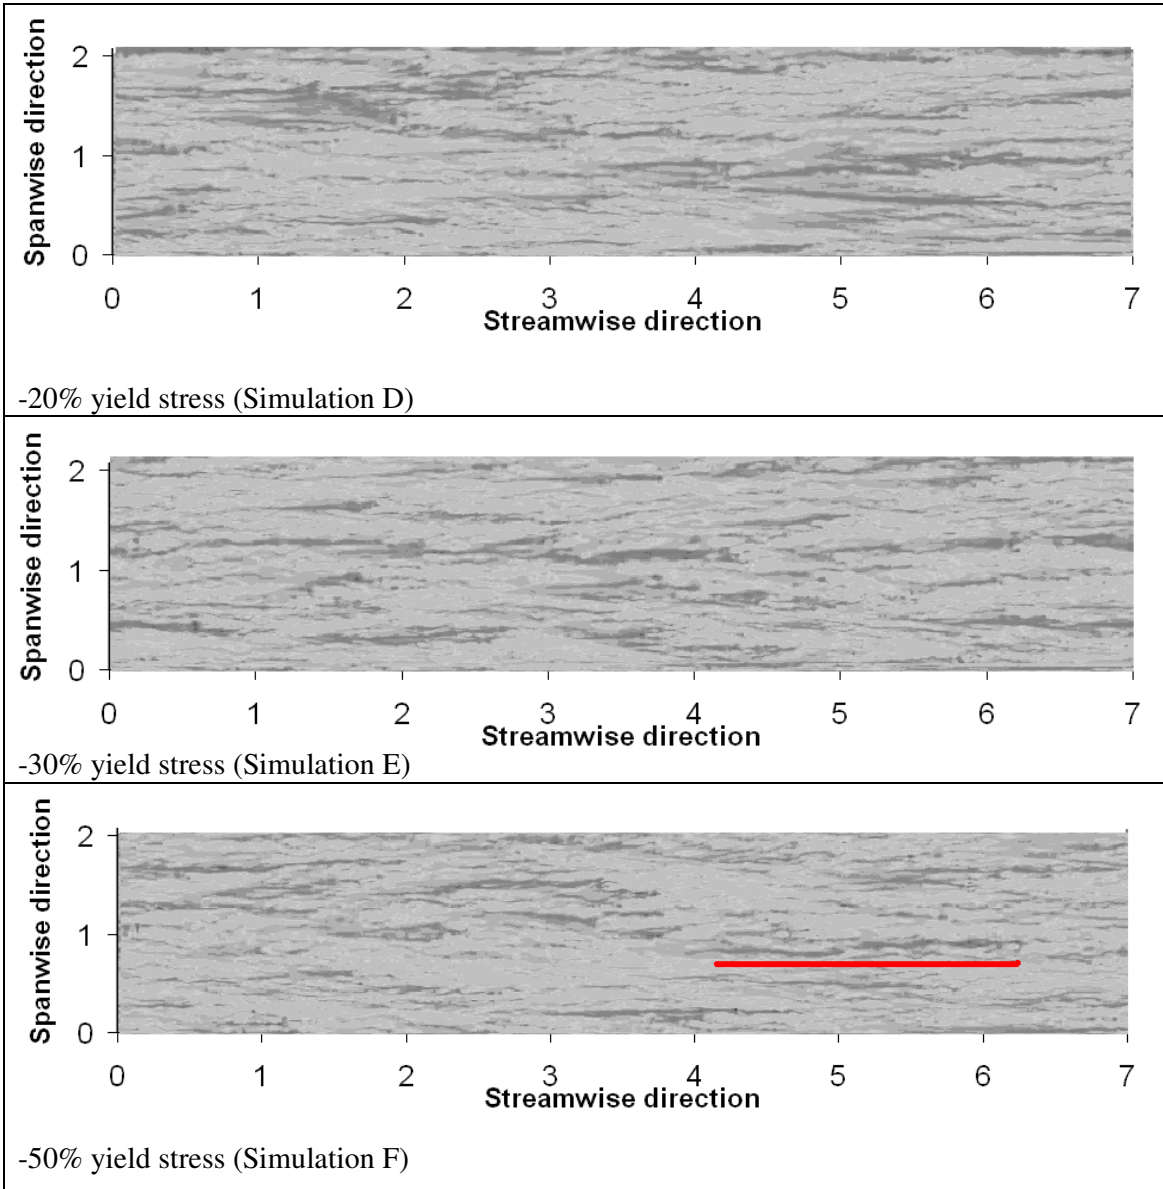 Spanwise direction
2
1
0
0 1 2 3 4 5 6 7
Streamwise direction
-20% yield stress (Simulation D)
Spanwise direction
2
1
0
0 1 2 3 4 5 6 7
Streamwise direction
-30% yield stress (Simulation E)
Spanwise direction
2
1
0
0 1 2 3 4 5 6 7
Streamwise direction
-50% yield stress (Simulation F)